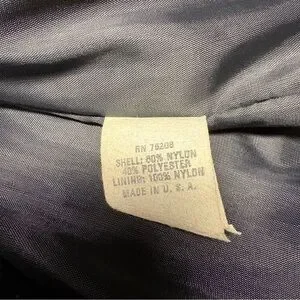 RN 79208
SHELL: 60% NYLON
40% POLYESTER
LINING: 100% NYLON
MADE IN U. S. A.